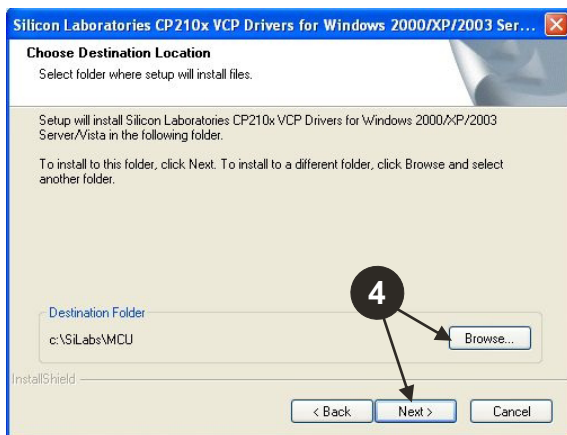 Silicon Laboratories CP210x VCP Drivers for Windows 2000/XP/2003 Ser...
Choose Destination Location
Select folder where setup will install files.
Setup will install Silicon Laboratories CP210x VCP Drivers for Windows 2000/XP/2003
Server/Vista in the following folder.
To install to this folder, click Next. To install to a different folder, click Browse and select
another folder.
4
Destination Folder
c:\SiLabs\MCU
Browse...
InstallShield
< Back
Next >
Cancel